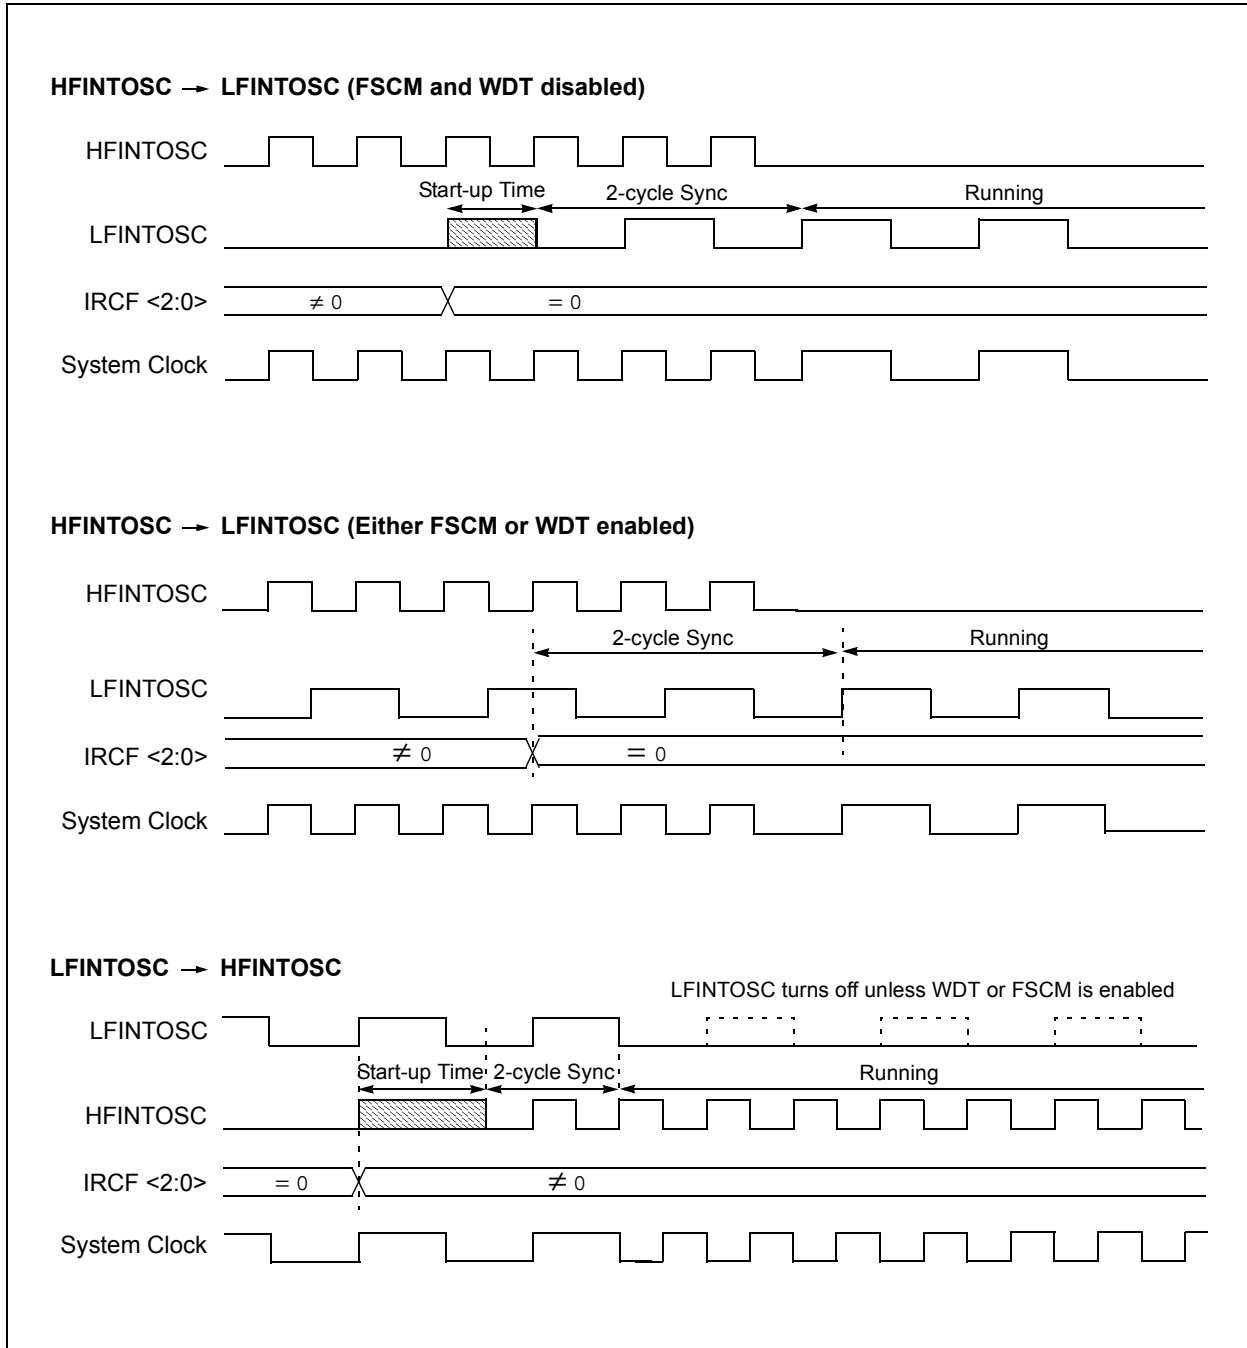 HFINTOSC → LFINTOSC (FSCM and WDT disabled)
HFINTOSC
Start-up Time 2-cycle Sync Running
LFINTOSC
IRCF <2:0> ≠ 0 = 0
System Clock
HFINTOSC → LFINTOSC (Either FSCM or WDT enabled)
HFINTOSC
2-cycle Sync Running
LFINTOSC
IRCF <2:0> ≠ 0 = 0
System Clock
LFINTOSC → HFINTOSC
LFINTOSC turns off unless WDT or FSCM is enabled
LFINTOSC
Start-up Time 2-cycle Sync Running
HFINTOSC
IRCF <2:0> = 0 ≠ 0
System Clock